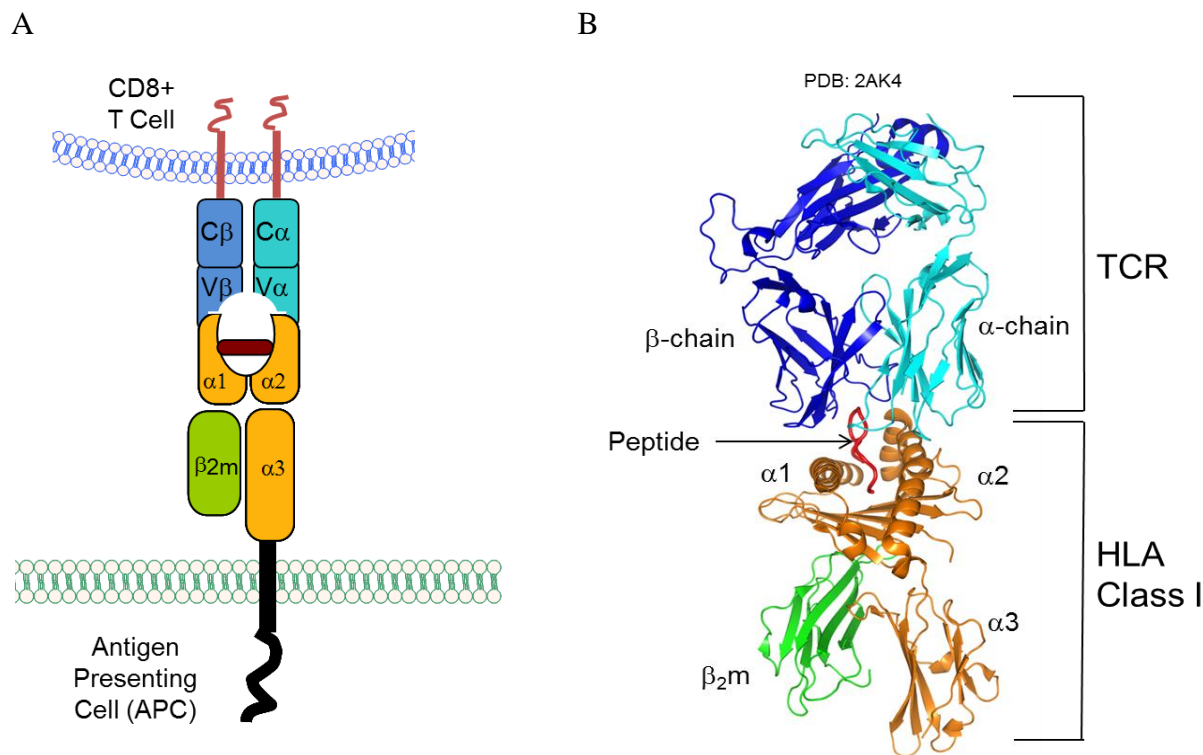 A
CD8+
T Cell
Cβ
Cα
Vβ
Vα
α1
α2
β2m
α3
Antigen
Presenting
Cell (APC)
B
PDB: 2AK4
TCR
β-chain
α-chain
Peptide
α1
α2
HLA
Class I
α3
β₂m